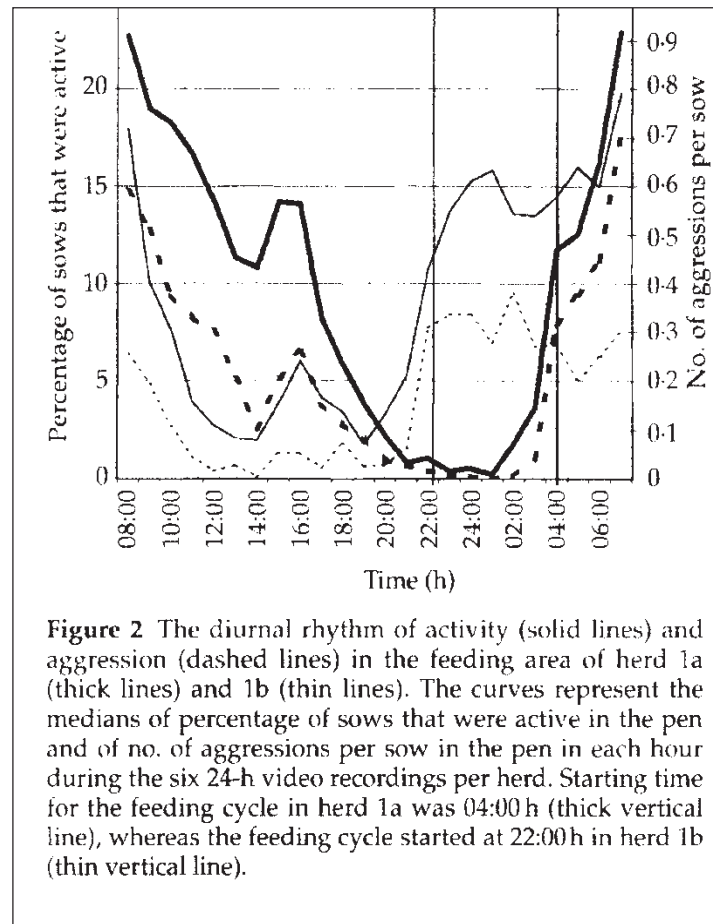 Percentage of sows that were active
20
15
10
5
0
0·9
0·8
0·7
0·6
0·5
0·4
0·3
0·2
0·1
0
No. of aggressions per sow
08:00
10:00
12:00
14:00
16:00
18:00
20:00
22:00
24:00
02:00
04:00
06:00
Time (h)
Figure 2 The diurnal rhythm of activity (solid lines) and
aggression (dashed lines) in the feeding area of herd 1a
(thick lines) and 1b (thin lines). The curves represent the
medians of percentage of sows that were active in the pen
and of no. of aggressions per sow in the pen in each hour
during the six 24-h video recordings per herd. Starting time
for the feeding cycle in herd 1a was 04:00 h (thick vertical
line), whereas the feeding cycle started at 22:00 h in herd 1b
(thin vertical line).